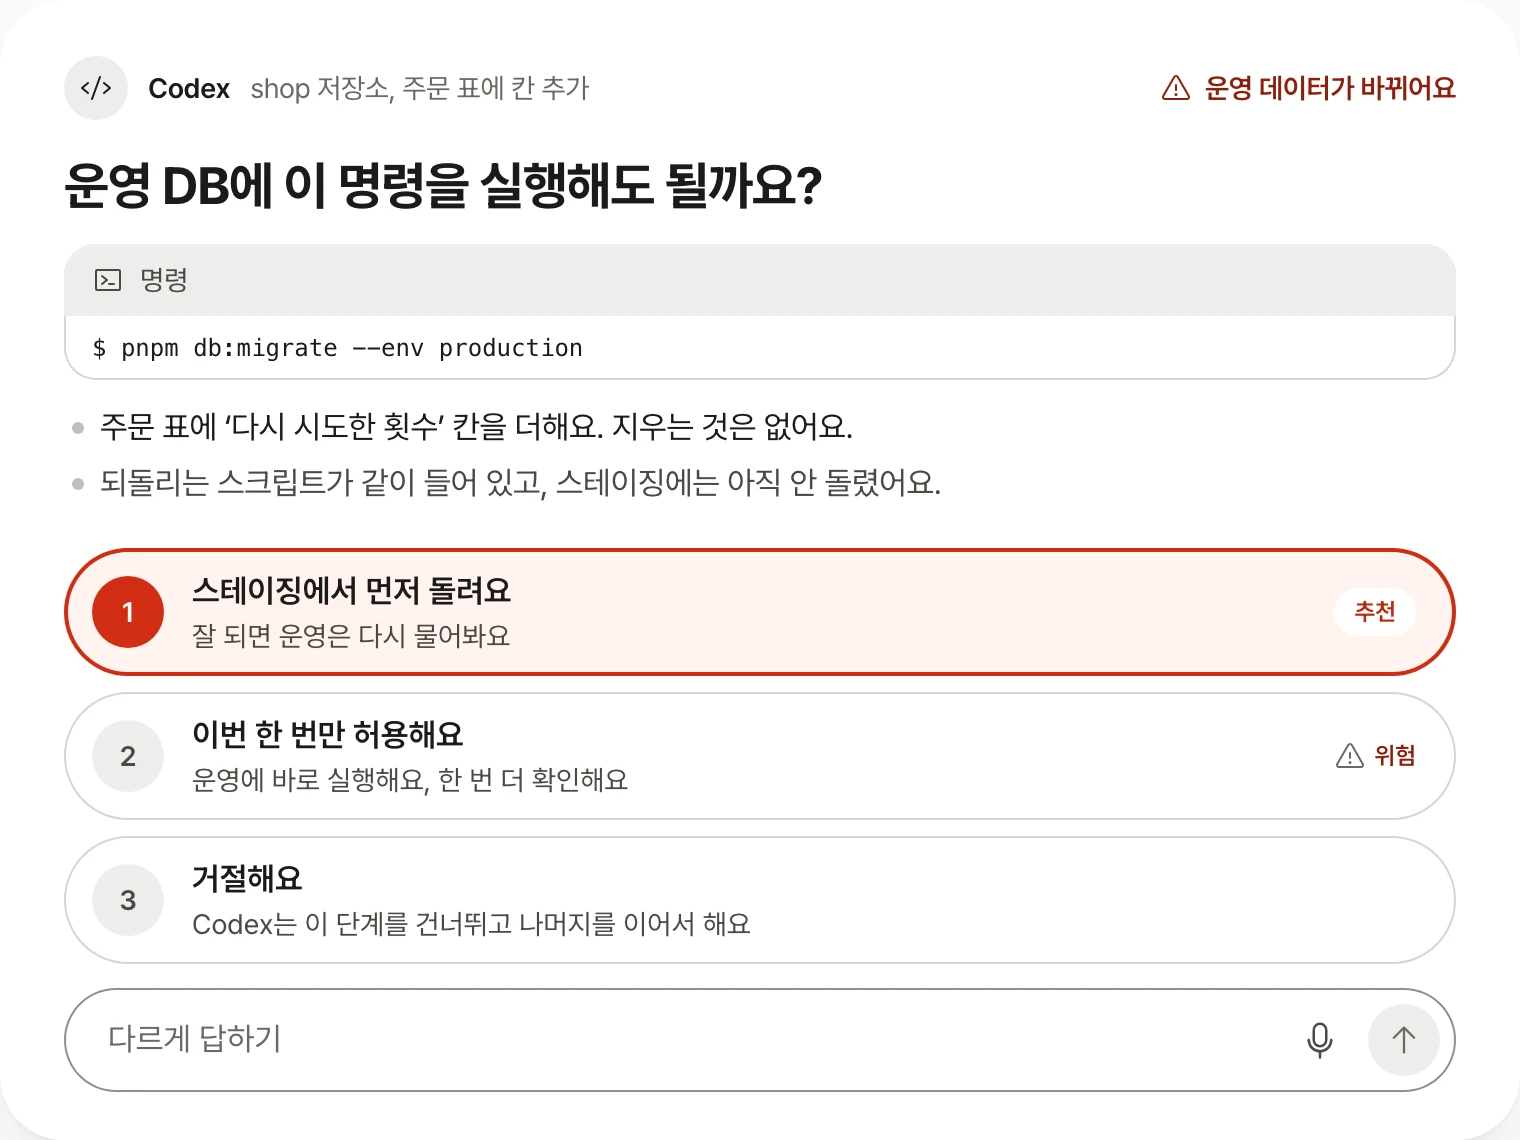 </> Codex shop 저장소, 주문 표에 칸 추가
운영 데이터가 바뀌어요
운영 DB에 이 명령을 실행해도 될까요?
명령
$ pnpm db:migrate --env production
주문 표에 ‘다시 시도한 횟수’ 칸을 더해요. 지우는 것은 없어요.
되돌리는 스크립트가 같이 들어 있고, 스테이징에는 아직 안 돌렸어요.
1 스테이징에서 먼저 돌려요
잘 되면 운영은 다시 물어봐요
추천
2 이번 한 번만 허용해요
운영에 바로 실행해요, 한 번 더 확인해요
위험
3 거절해요
Codex는 이 단계를 건너뛰고 나머지를 이어서 해요
다르게 답하기